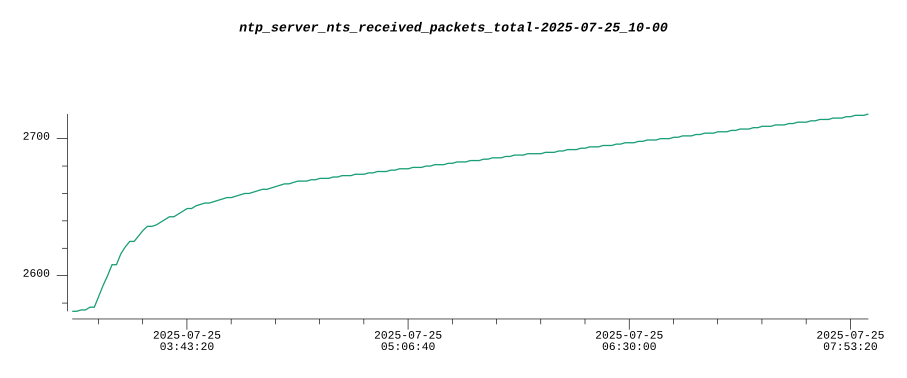 ntp_server_nts_received_packets_total-2025-07-25_10-00
2700
2600
2025-07-25 2025-07-25 2025-07-25 2025-07-25
03:43:20 05:06:40 06:30:00 07:53:20